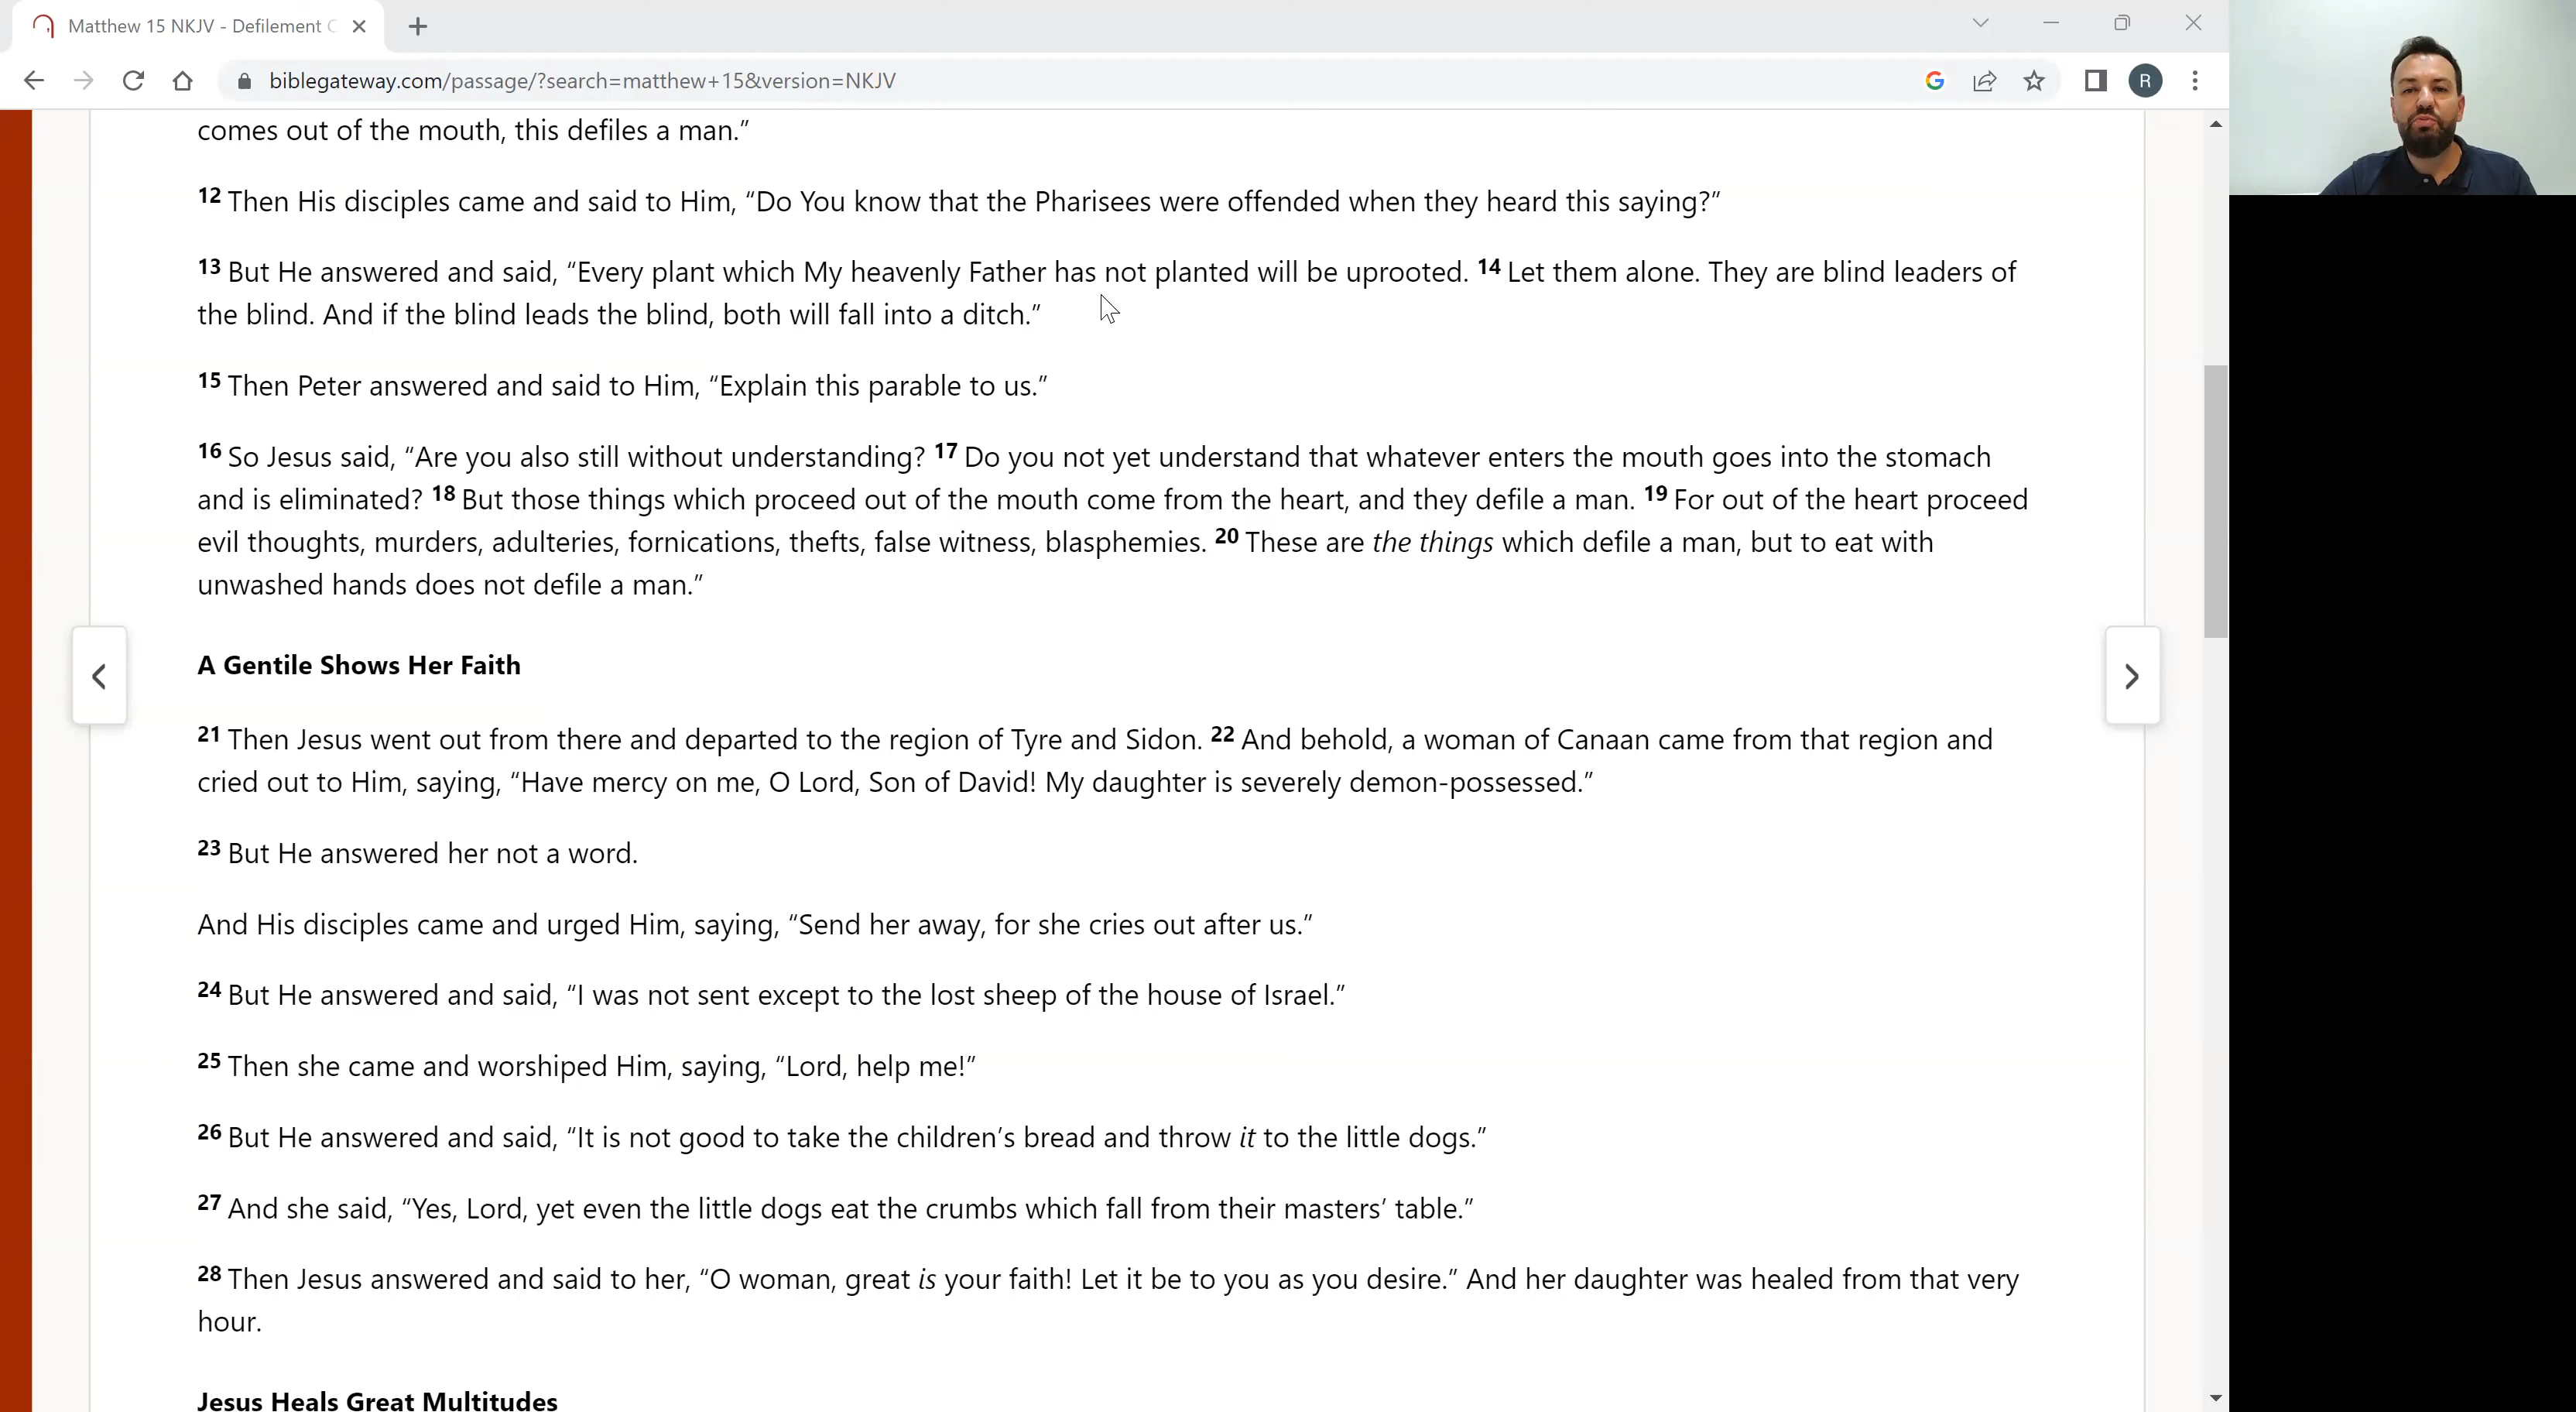 Matthew 15 NKJV - Defilement C
biblegateway.com/passage/?search=matthew+15&version=NKJV
R
comes out of the mouth, this defiles a man.”
12 Then His disciples came and said to Him, “Do You know that the Pharisees were offended when they heard this saying?”
13 But He answered and said, “Every plant which My heavenly Father has not planted will be uprooted. 14 Let them alone. They are blind leaders of
the blind. And if the blind leads the blind, both will fall into a ditch.”
15 Then Peter answered and said to Him, “Explain this parable to us.”
16 So Jesus said, “Are you also still without understanding? 17 Do you not yet understand that whatever enters the mouth goes into the stomach
and is eliminated? 18 But those things which proceed out of the mouth come from the heart, and they defile a man. 19 For out of the heart proceed
evil thoughts, murders, adulteries, fornications, thefts, false witness, blasphemies. 20 These are the things which defile a man, but to eat with
unwashed hands does not defile a man.”
A Gentile Shows Her Faith
21 Then Jesus went out from there and departed to the region of Tyre and Sidon. 22 And behold, a woman of Canaan came from that region and
cried out to Him, saying, “Have mercy on me, O Lord, Son of David! My daughter is severely demon-possessed.”
23 But He answered her not a word.
And His disciples came and urged Him, saying, “Send her away, for she cries out after us.”
24 But He answered and said, “I was not sent except to the lost sheep of the house of Israel.”
25 Then she came and worshiped Him, saying, “Lord, help me!”
26 But He answered and said, “It is not good to take the children’s bread and throw it to the little dogs.”
27 And she said, “Yes, Lord, yet even the little dogs eat the crumbs which fall from their masters’ table.”
28 Then Jesus answered and said to her, “O woman, great is your faith! Let it be to you as you desire.” And her daughter was healed from that very
hour.
Jesus Heals Great Multitudes